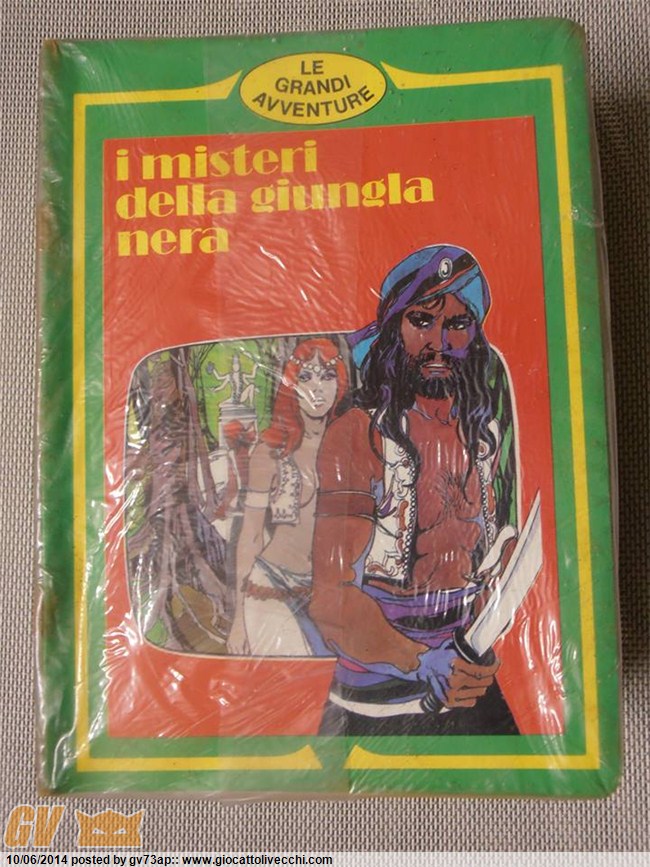 LE
GRANDI
AVVENTURE
i misteri
della giungla
nera
GV
10/06/2014 posted by gv73ap:: www.giocattolivecchi.com